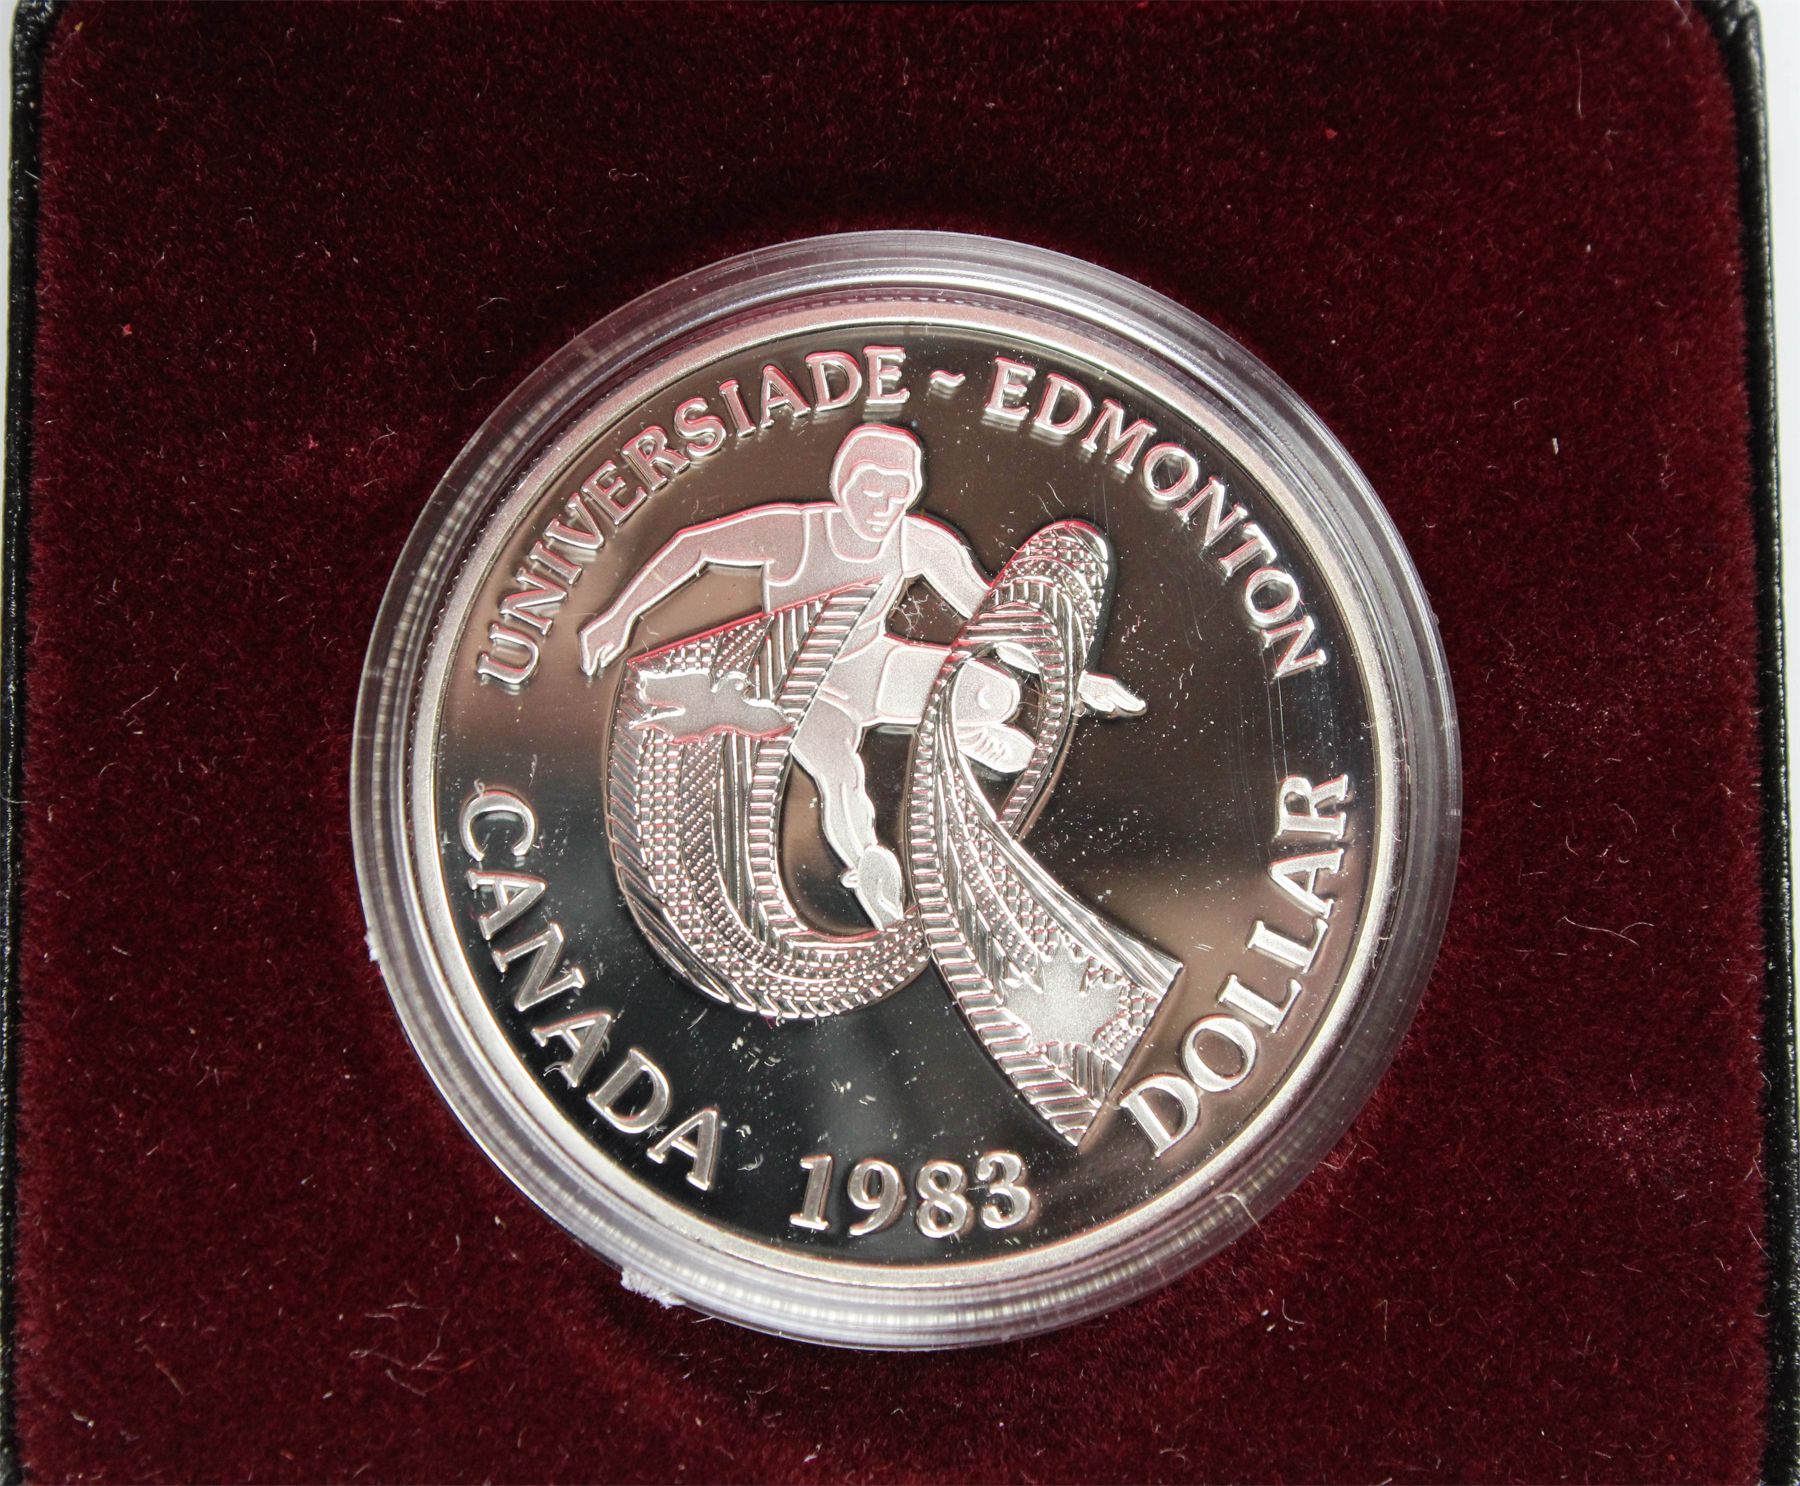 UNIVERSIADE ~ EDMONTON
CANADA 1983 DOLLAR